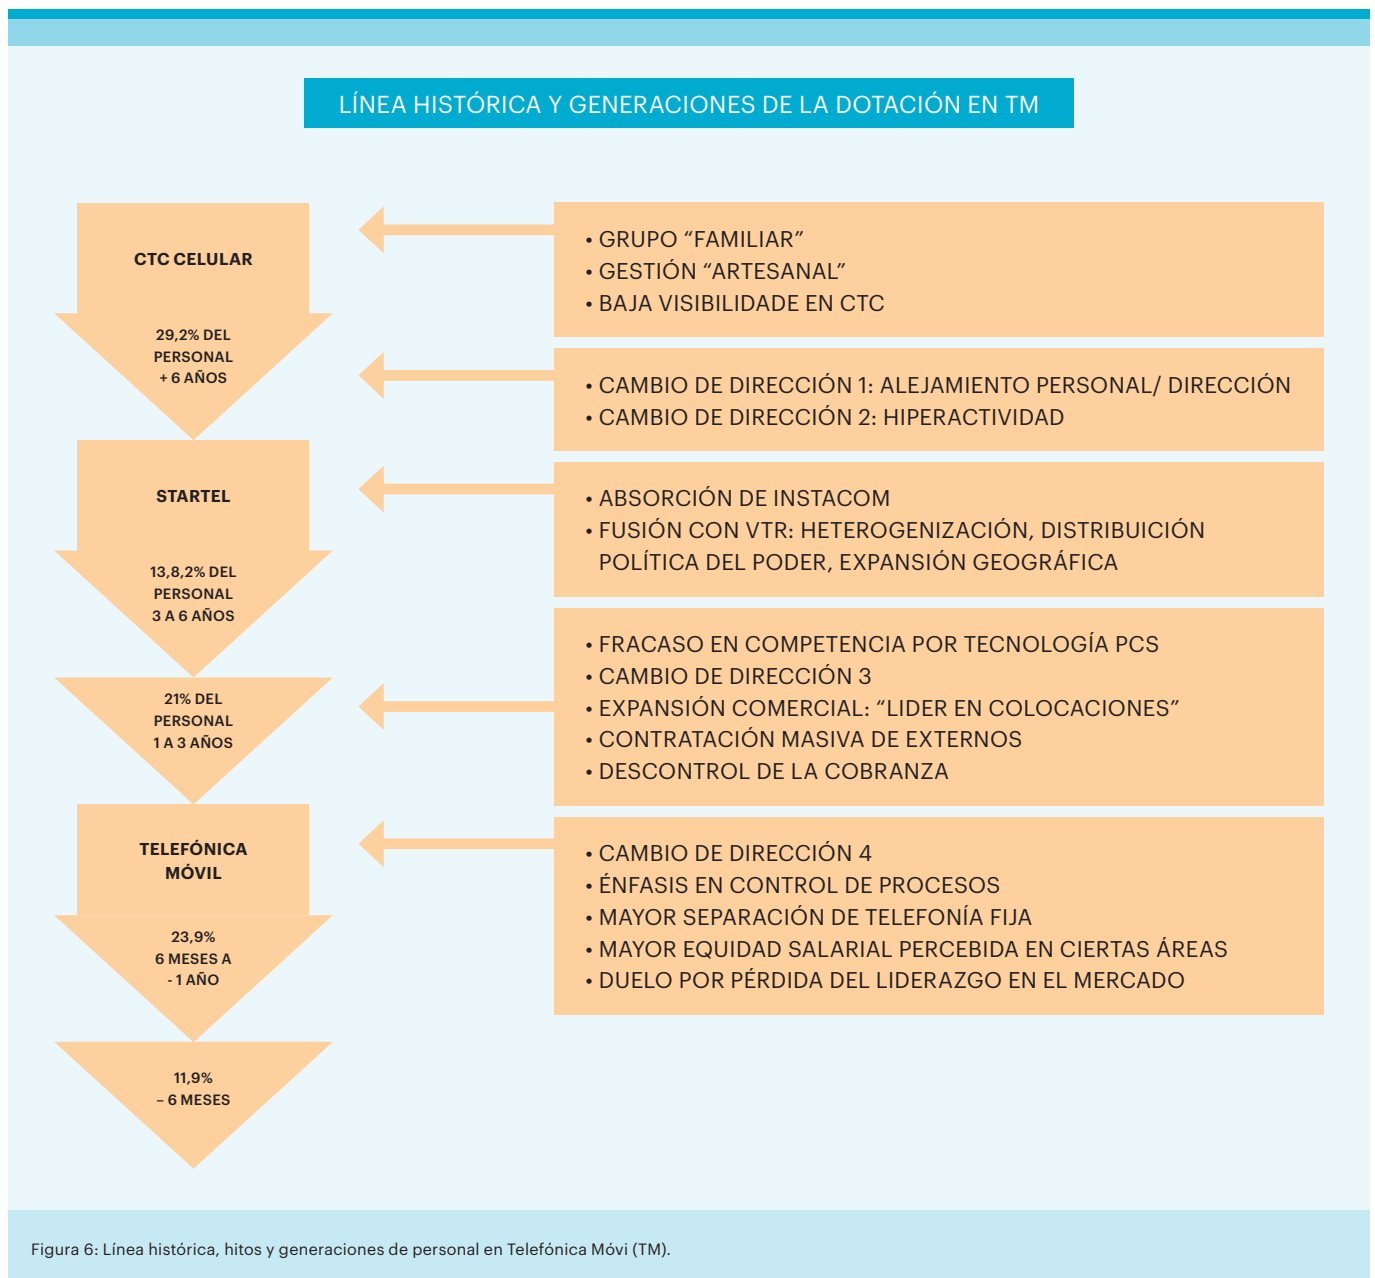 LÍNEA HISTÓRICA Y GENERACIONES DE LA DOTACIÓN EN TM
CTC CELULAR
29,2% DEL
PERSONAL
+ 6 AÑOS
• GRUPO “FAMILIAR”
• GESTIÓN “ARTESANAL”
• BAJA VISIBILIDADE EN CTC
• CAMBIO DE DIRECCIÓN 1: ALEJAMIENTO PERSONAL/ DIRECCIÓN
• CAMBIO DE DIRECCIÓN 2: HIPERACTIVIDAD
STARTEL
13,8,2% DEL
PERSONAL
3 A 6 AÑOS
• ABSORCIÓN DE INSTACOM
• FUSIÓN CON VTR: HETEROGENIZACIÓN, DISTRIBUICIÓN
POLÍTICA DEL PODER, EXPANSIÓN GEOGRÁFICA
21% DEL
PERSONAL
1 A 3 AÑOS
• FRACASO EN COMPETENCIA POR TECNOLOGÍA PCS
• CAMBIO DE DIRECCIÓN 3
• EXPANSIÓN COMERCIAL: “LIDER EN COLOCACIONES”
• CONTRATACIÓN MASIVA DE EXTERNOS
• DESCONTROL DE LA COBRANZA
TELEFÓNICA
MÓVIL
23,9%
6 MESES A
- 1 AÑO
• CAMBIO DE DIRECCIÓN 4
• ÉNFASIS EN CONTROL DE PROCESOS
• MAYOR SEPARACIÓN DE TELEFONÍA FIJA
• MAYOR EQUIDAD SALARIAL PERCEBIDA EN CIERTAS ÁREAS
• DUELO POR PÉRDIDA DEL LIDERAZGO EN EL MERCADO
11,9%
– 6 MESES
Figura 6: Línea histórica, hitos y generaciones de personal en Telefónica Móvi (TM).